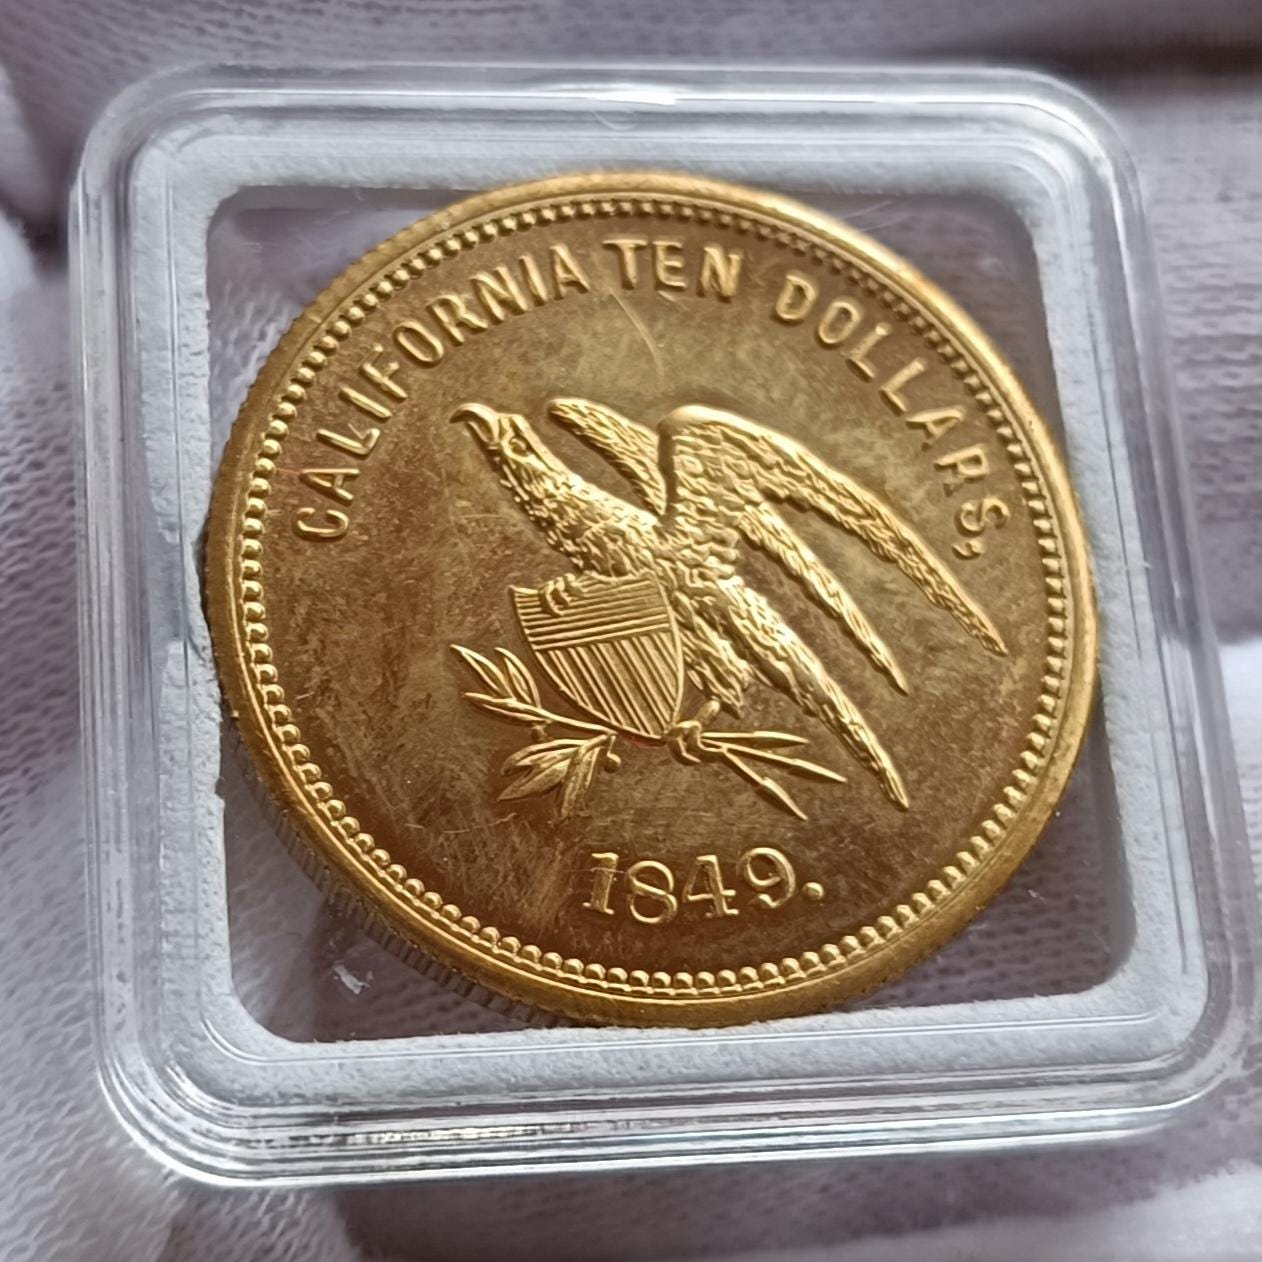 CALIFORNIA TEN DOLLARS,
1849.